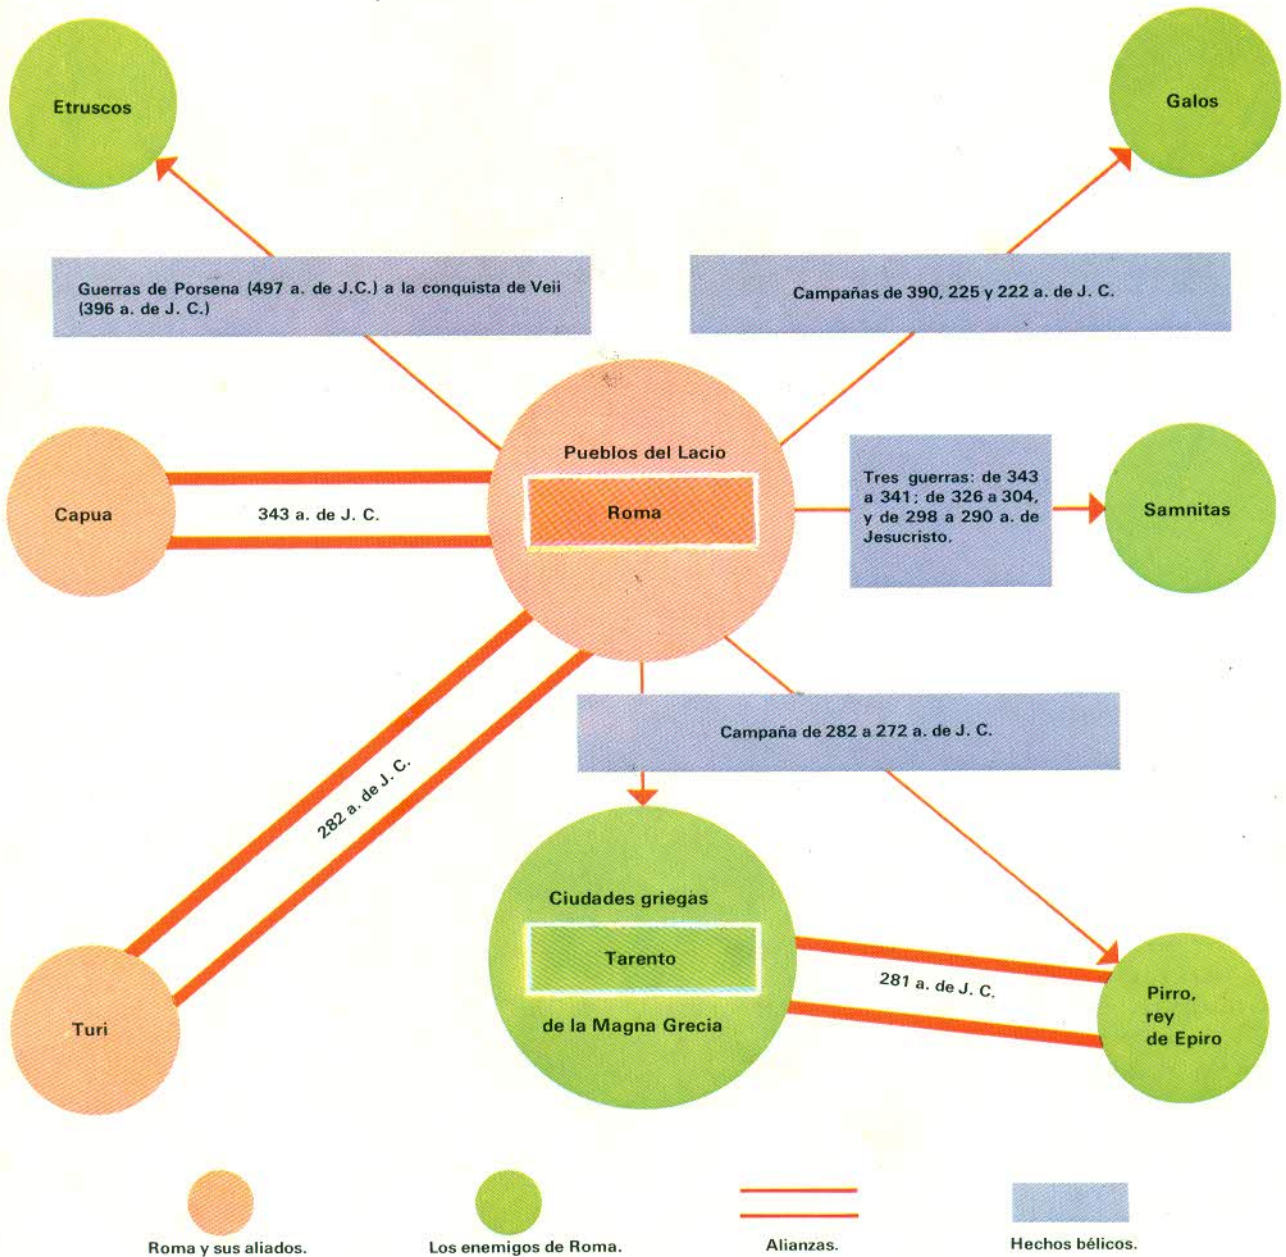 Etruscos
Galos
Guerras de Porsena (497 a. de J.C.) a la conquista de Veii
(396 a. de J. C.)
Campañas de 390, 225 y 222 a. de J. C.
Pueblos del Lacio
Roma
Capua
343 a. de J. C.
Tres guerras: de 343
a 341; de 326 a 304,
y de 298 a 290 a. de
Jesucristo.
Samnitas
Campaña de 282 a 272 a. de J. C.
282 a. de J. C.
Turi
Ciudades griegas
Tarento
de la Magna Grecia
281 a. de J. C.
Pirro,
rey
de Epiro
Roma y sus aliados.
Los enemigos de Roma.
Alianzas.
Hechos bélicos.